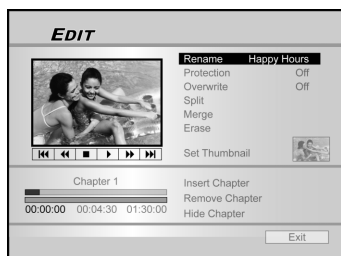 EDIT
Rename Happy Hours
Protection Off
Overwrite Off
Split
Merge
Erase
Set Thumbnail
Chapter 1
00:00:00 00:04:30 01:30:00
Insert Chapter
Remove Chapter
Hide Chapter
Exit